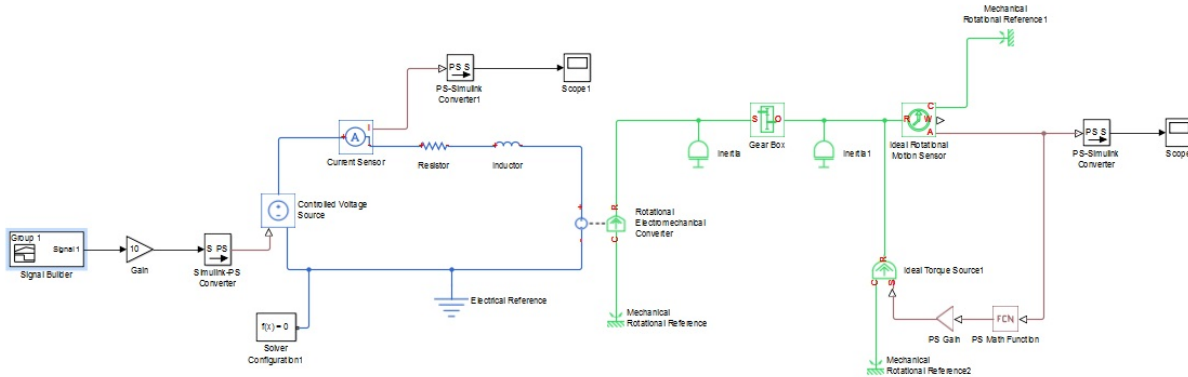 Mechanical
Rotational Reference1
PS S
PS-Simulink
Converter1
Scope1
I
A
Current Sensor
Resistor
Inductor
S
O
Gear Box
Inertia
Inertia1
C
R
W
A
Ideal Rotational
Motion Sensor
PS S
PS-Simulink
Converter
Scope
Controlled Voltage
Source
R
C
Rotational
Electromechanical
Converter
Group 1
Signal 1
Signal Builder
10
Gain
S PS
Simulink-PS
Converter
Electrical Reference
f(x) = 0
Solver
Configuration1
Mechanical
Rotational Reference
R
C
S
Ideal Torque Source1
PS Gain
FCN
PS Math Function
Mechanical
Rotational Reference2